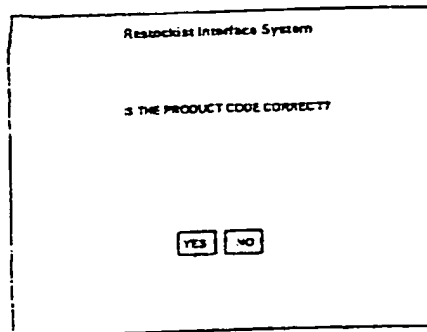 Restockist Interface System
IS THE PRODUCT CODE CORRECT?
YES NO